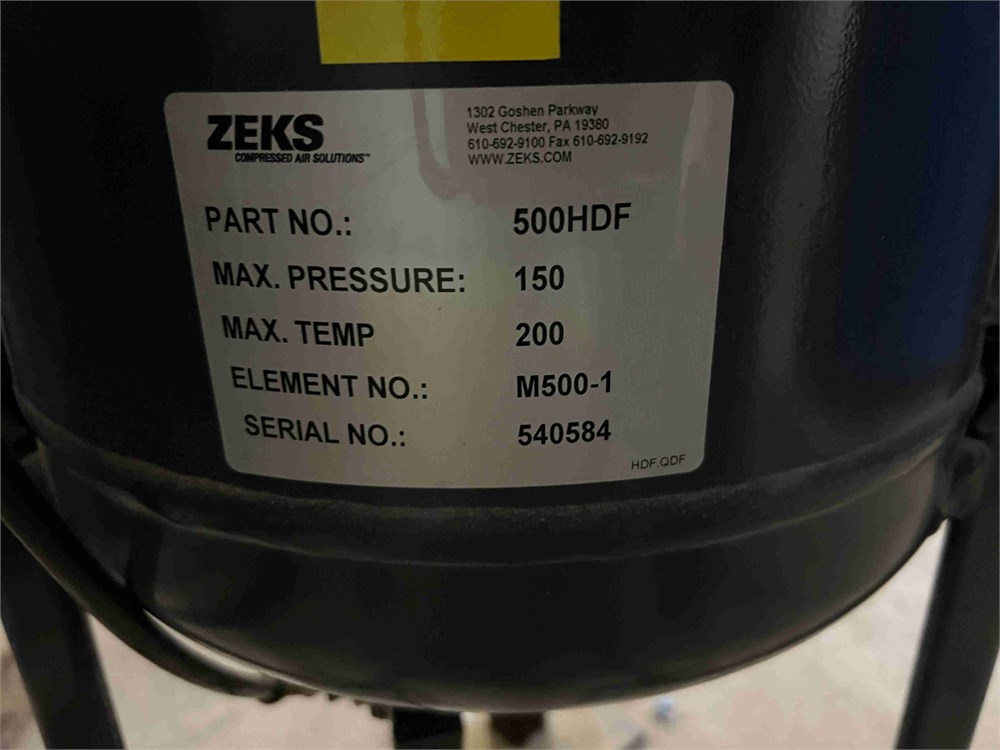 ZEKS
COMPRESSED AIR SOLUTIONS™
1302 Goshen Parkway
West Chester, PA 19380
610-692-9100 Fax 610-692-9192
WWW.ZEKS.COM
PART NO.: 500HDF
MAX. PRESSURE: 150
MAX. TEMP 200
ELEMENT NO.: M500-1
SERIAL NO.: 540584
HDF.QDF